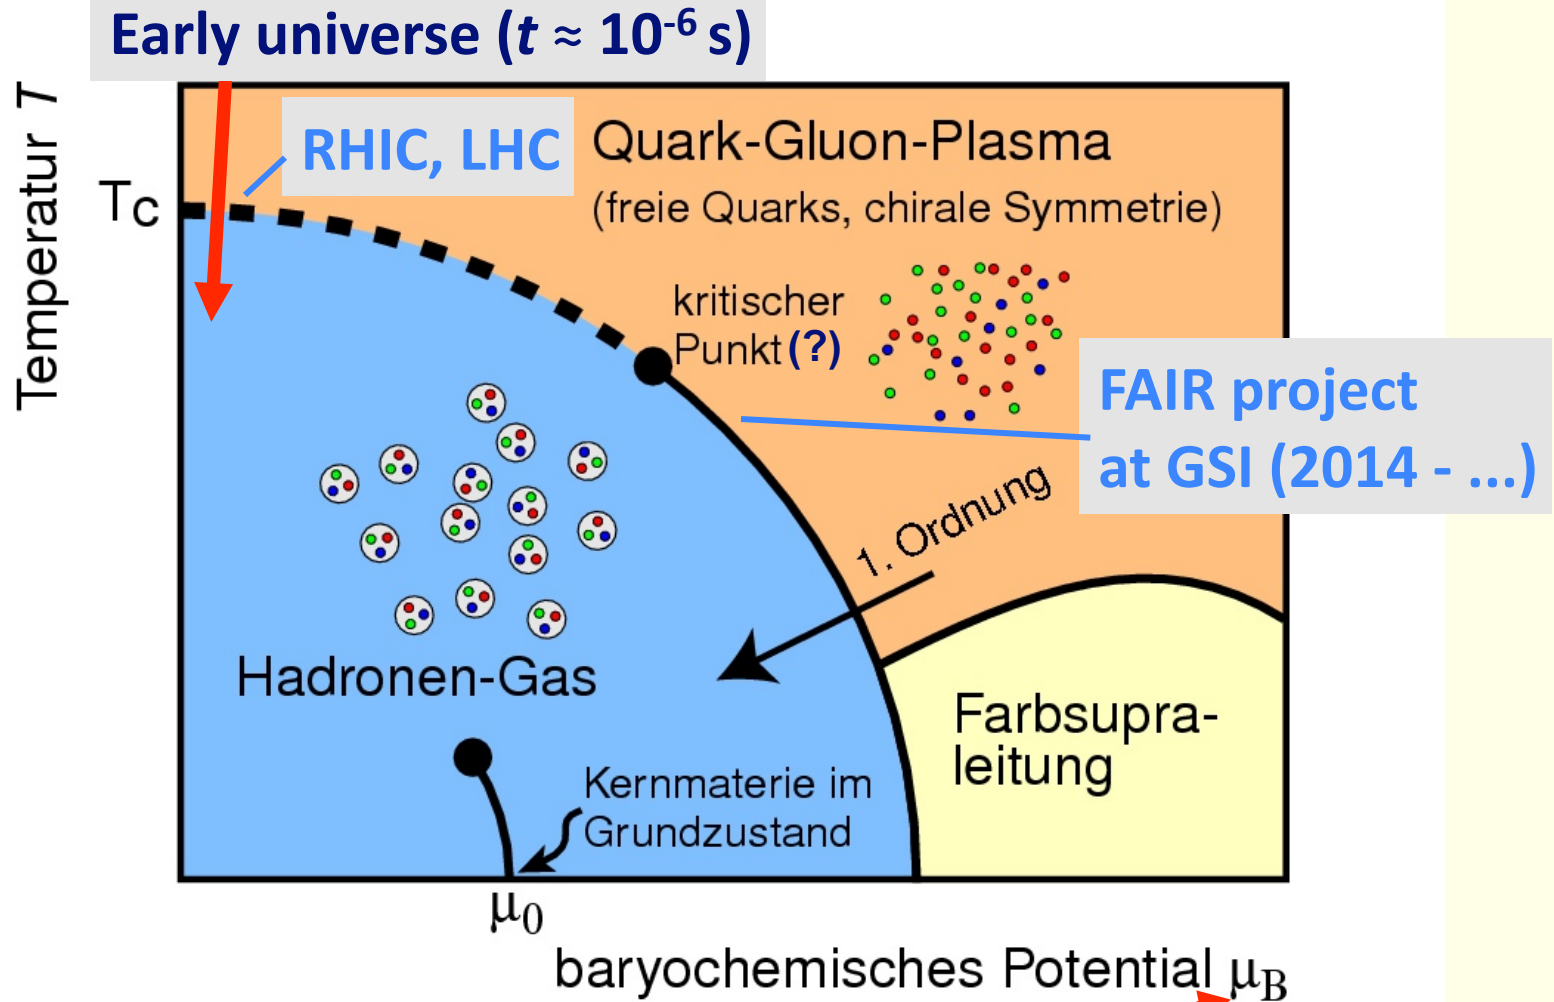 Early universe (t ≈ 10⁻⁶ s)
Temperatur T
RHIC, LHC
Quark-Gluon-Plasma
(freie Quarks, chirale Symmetrie)
TC
kritischer
Punkt (?)
FAIR project
at GSI (2014 - ...)
1. Ordnung
Hadronen-Gas
Farbsupra-
leitung
Kernmaterie im
Grundzustand
μ₀
baryochemisches Potential μB